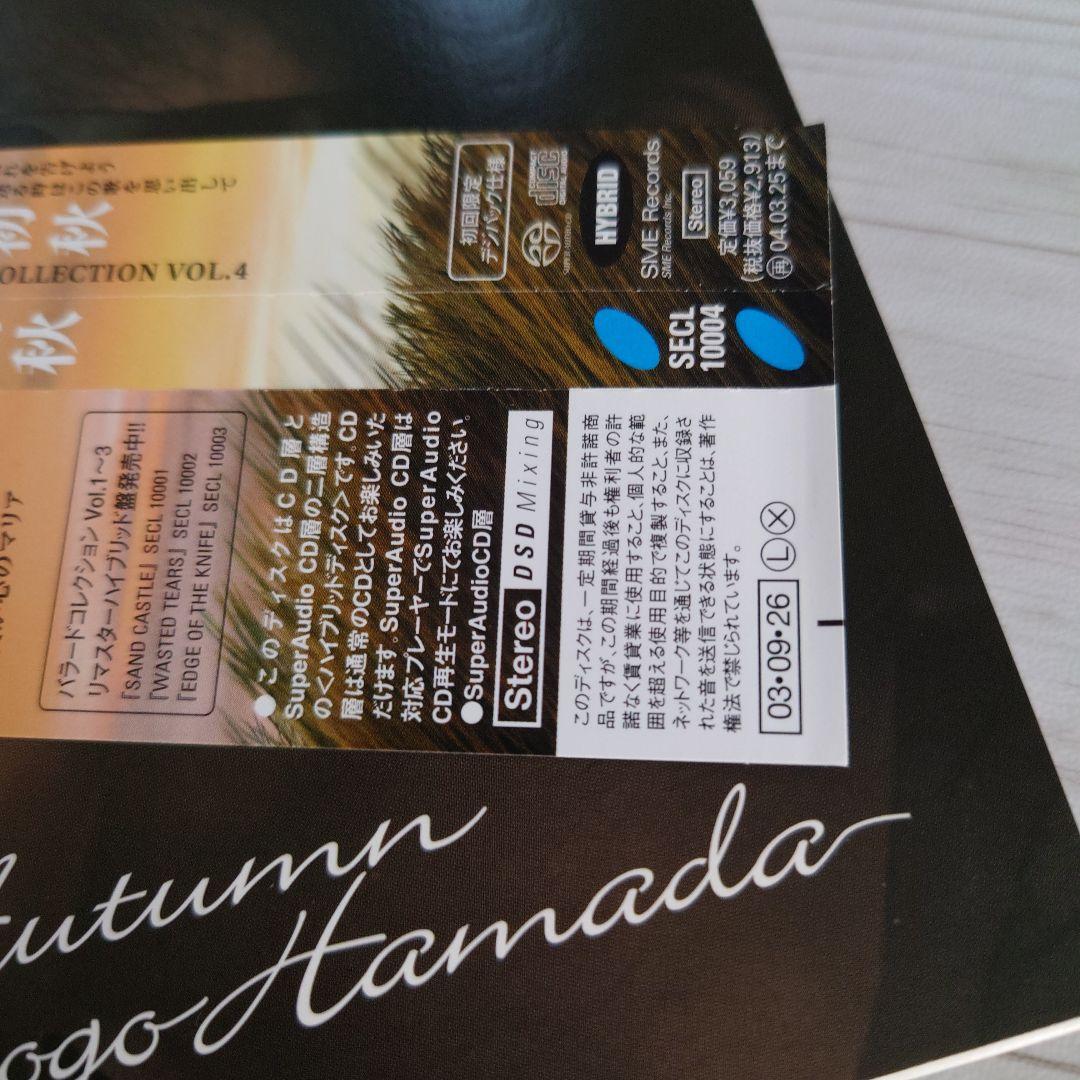 初秋
COLLECTION VOL.4
秋
初回限定
デジパック仕様
COMPACT
disc
DIGITAL AUDIO
HYBRID
SME Records
SME Records Inc.
Stereo
定価¥3,059
(税抜価格¥2,913)
再 04.03.25まで
SECL
10004
心のマリア
バラードコレクション Vol.1〜3
リマスターハイブリッド盤発売中!!
『SAND CASTLE』 SECL 10001
『WASTED TEARS』 SECL 10002
『EDGE OF THE KNIFE』 SECL 10003
●このディスクはCD層と
SuperAudio CD層の二層構造
の<ハイブリッドディスク>です。CD
層は通常のCDとしてお楽しみいた
だけます。SuperAudio CD層は
対応プレーヤーでSuperAudio
CD再生モードにてお楽しみください。
●SuperAudioCD層
Stereo DSD Mixing
このディスクは、一定期間貸与非許諾商
品ですが、この期間経過後も権利者の許
諾なく賃貸業に使用すること、個人的な範
囲を超える使用目的で複製すること、また、
ネットワーク等を通じてこのディスクに収録さ
れた音を送信できる状態にすることは、著作
権法で禁じられています。
03・09・26 Ⓛ Ⓧ
Autumn
ogo Hamada